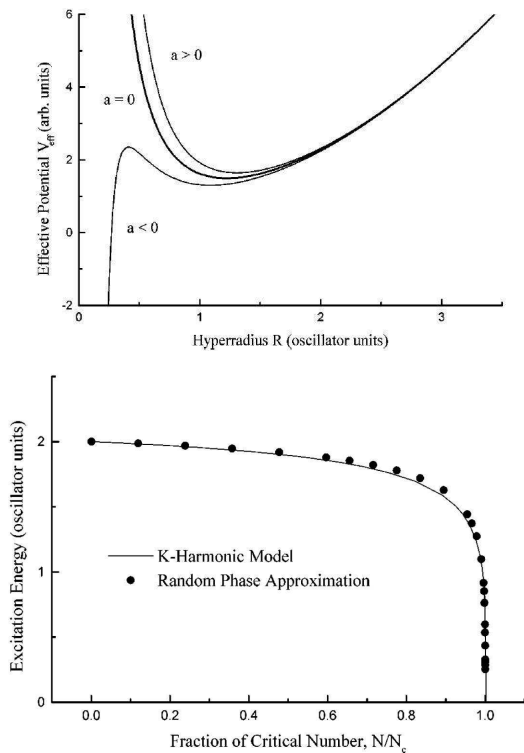 6
4
2
0
-2
0
1
2
3
Effective Potential V_eff (arb. units)
a > 0
a = 0
a < 0
Hyperradius R (oscillator units)
2
1
0
0.0
0.2
0.4
0.6
0.8
1.0
Excitation Energy (oscillator units)
K-Harmonic Model
Random Phase Approximation
Fraction of Critical Number, N/N_c